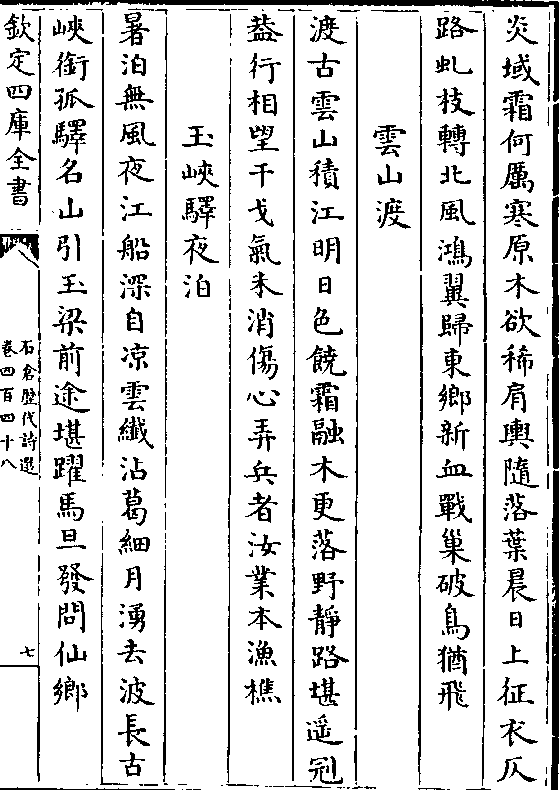 炎域霜何厲寒原木欲稀肩輿隨落葉晨日上征衣仄
路虬枝轉北風鴻翼歸東鄉新血戰巢破鳥猶飛
雲山渡
渡古雲山積江明日色饒霜融木更落野靜路堪遥冠
葢行相望干戈氣未消傷心弄兵者汝業本漁樵
玉峽驛夜泊
暑泊無風夜江船深自凉雲纖沾葛細月湧去波長古
峽銜孤驛名山引玉梁前途堪躍馬旦發問仙鄉
欽定四庫全書
石倉歷代詩選
卷四百四十八
七